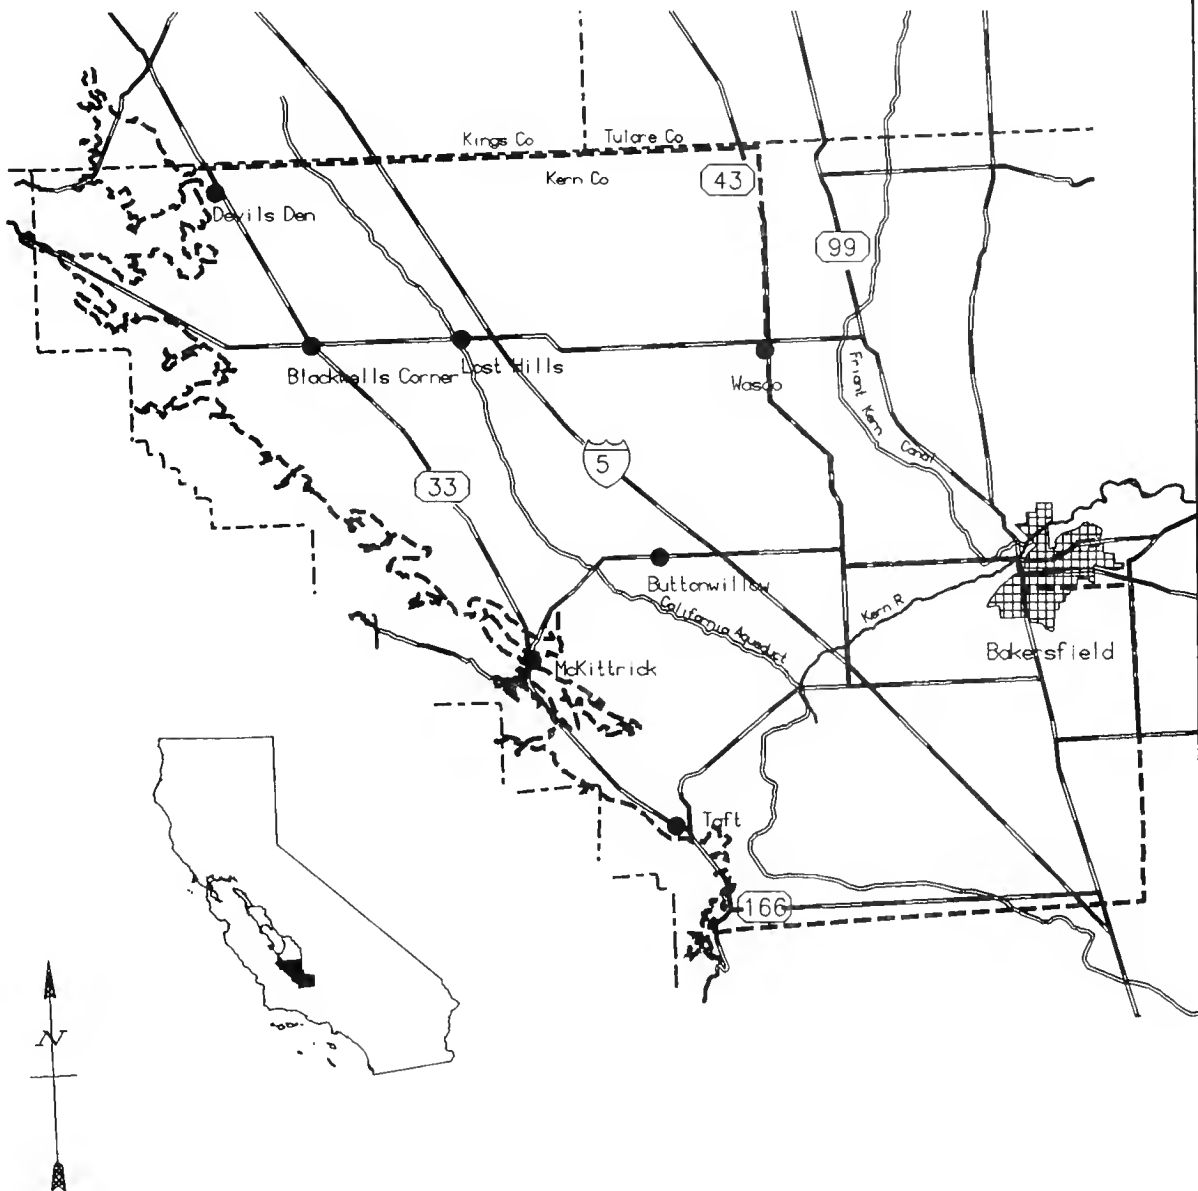 Kings Co
Tulare Co
Kern Co
43
Devils Den
99
Blackwells Corner
Lost Hills
Wasco
Friant Kern Canal
5
33
Buttonwillow
California Aqueduct
Kern R
Bakersfield
McKittrick
Taft
166
N